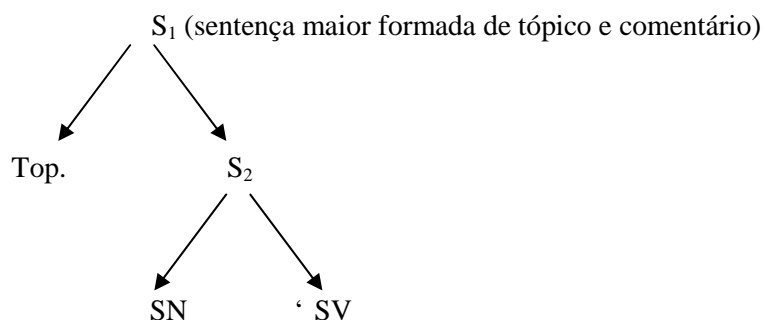 S₁ (sentença maior formada de tópico e comentário)
Top. S₂
SN ‘ SV